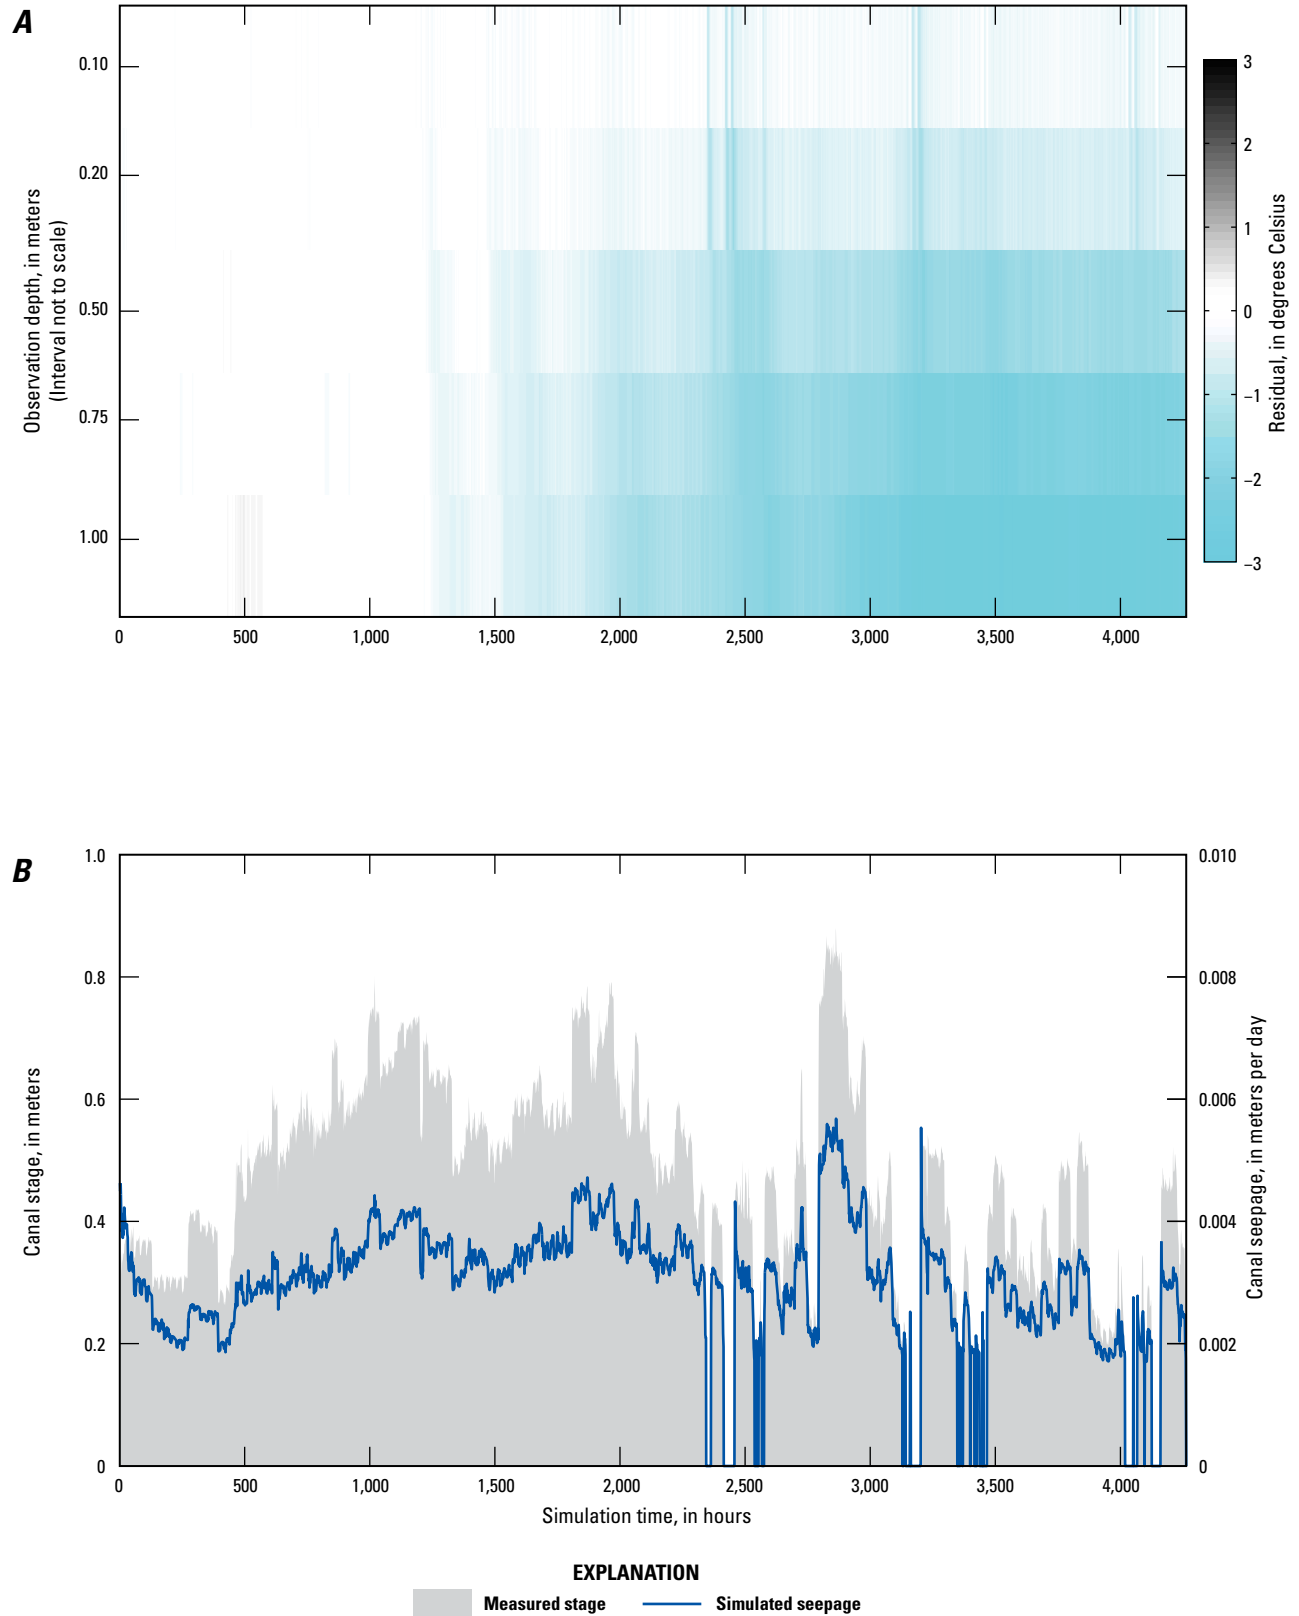 A
0.10
0.20
0.50
0.75
1.00
Observation depth, in meters
(Interval not to scale)
0 500 1,000 1,500 2,000 2,500 3,000 3,500 4,000
3
2
1
0
−1
−2
−3
Residual, in degrees Celsius
B
1.0
0.8
0.6
0.4
0.2
0
Canal stage, in meters
0.010
0.008
0.006
0.004
0.002
0
Canal seepage, in meters per day
0 500 1,000 1,500 2,000 2,500 3,000 3,500 4,000
Simulation time, in hours
EXPLANATION
Measured stage Simulated seepage